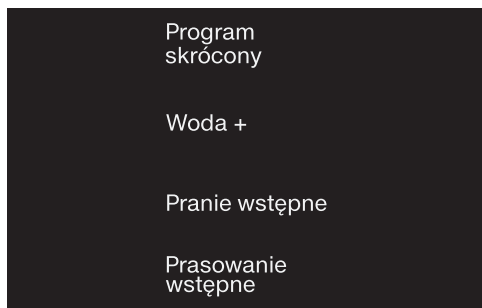 Program
skrócony
Woda +
Pranie wstępne
Prasowanie
wstępne